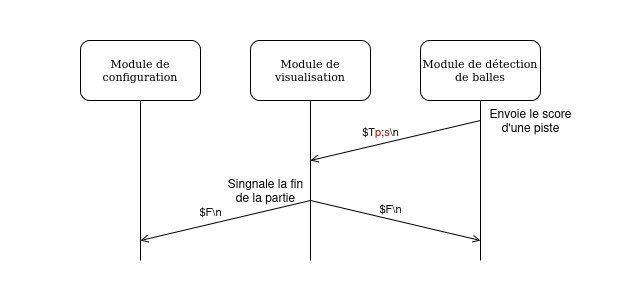 Module de
configuration
Module de
visualisation
Module de détection
de balles
Envoie le score
d'une piste
$Tp;s\n
Singnale la fin
de la partie
$F\n
$F\n